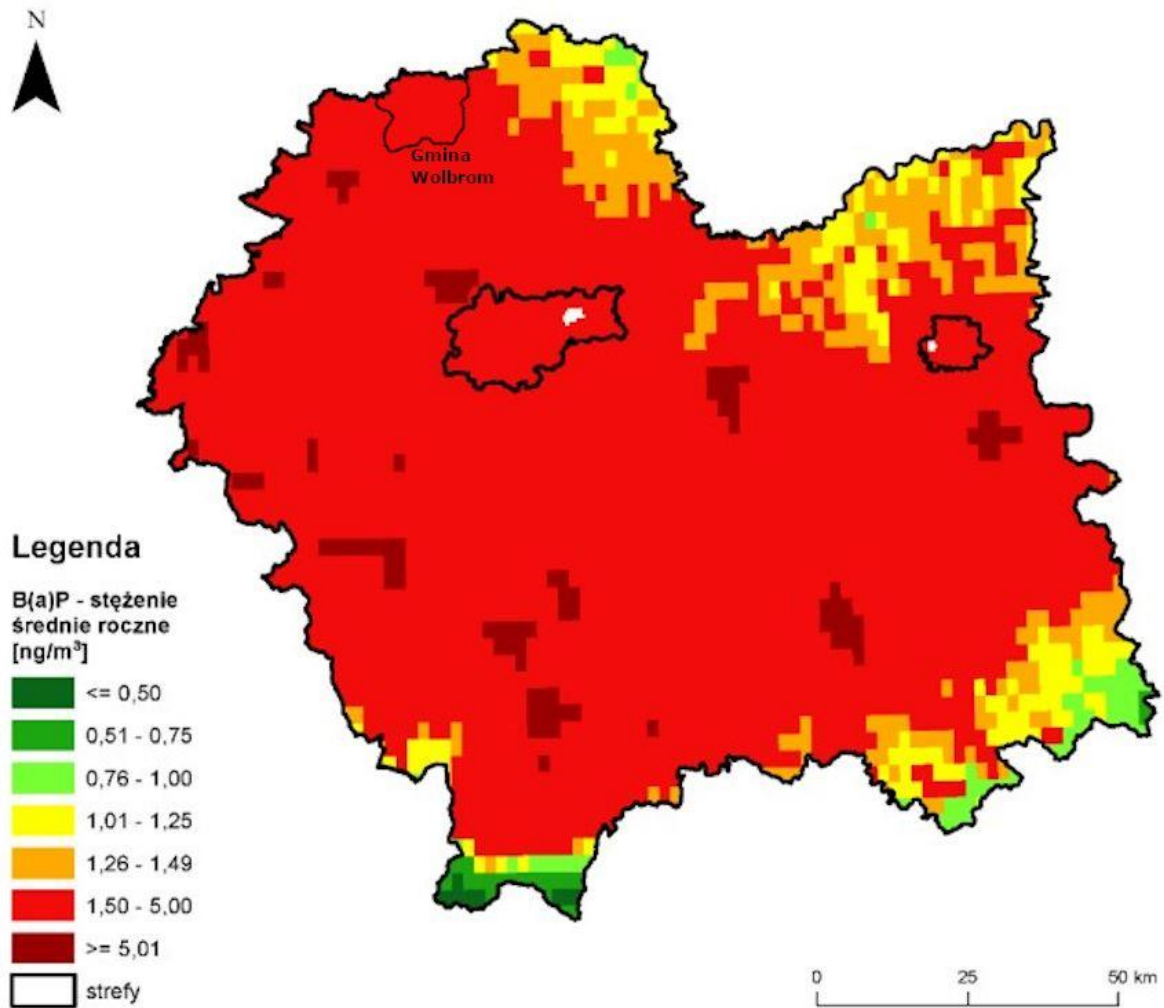 N
Gmina
Wolbrom
Legenda
B(a)P - stężenie
średnie roczne
[ng/m³]
<= 0,50
0,51 - 0,75
0,76 - 1,00
1,01 - 1,25
1,26 - 1,49
1,50 - 5,00
>= 5,01
strefy
0 25 50 km